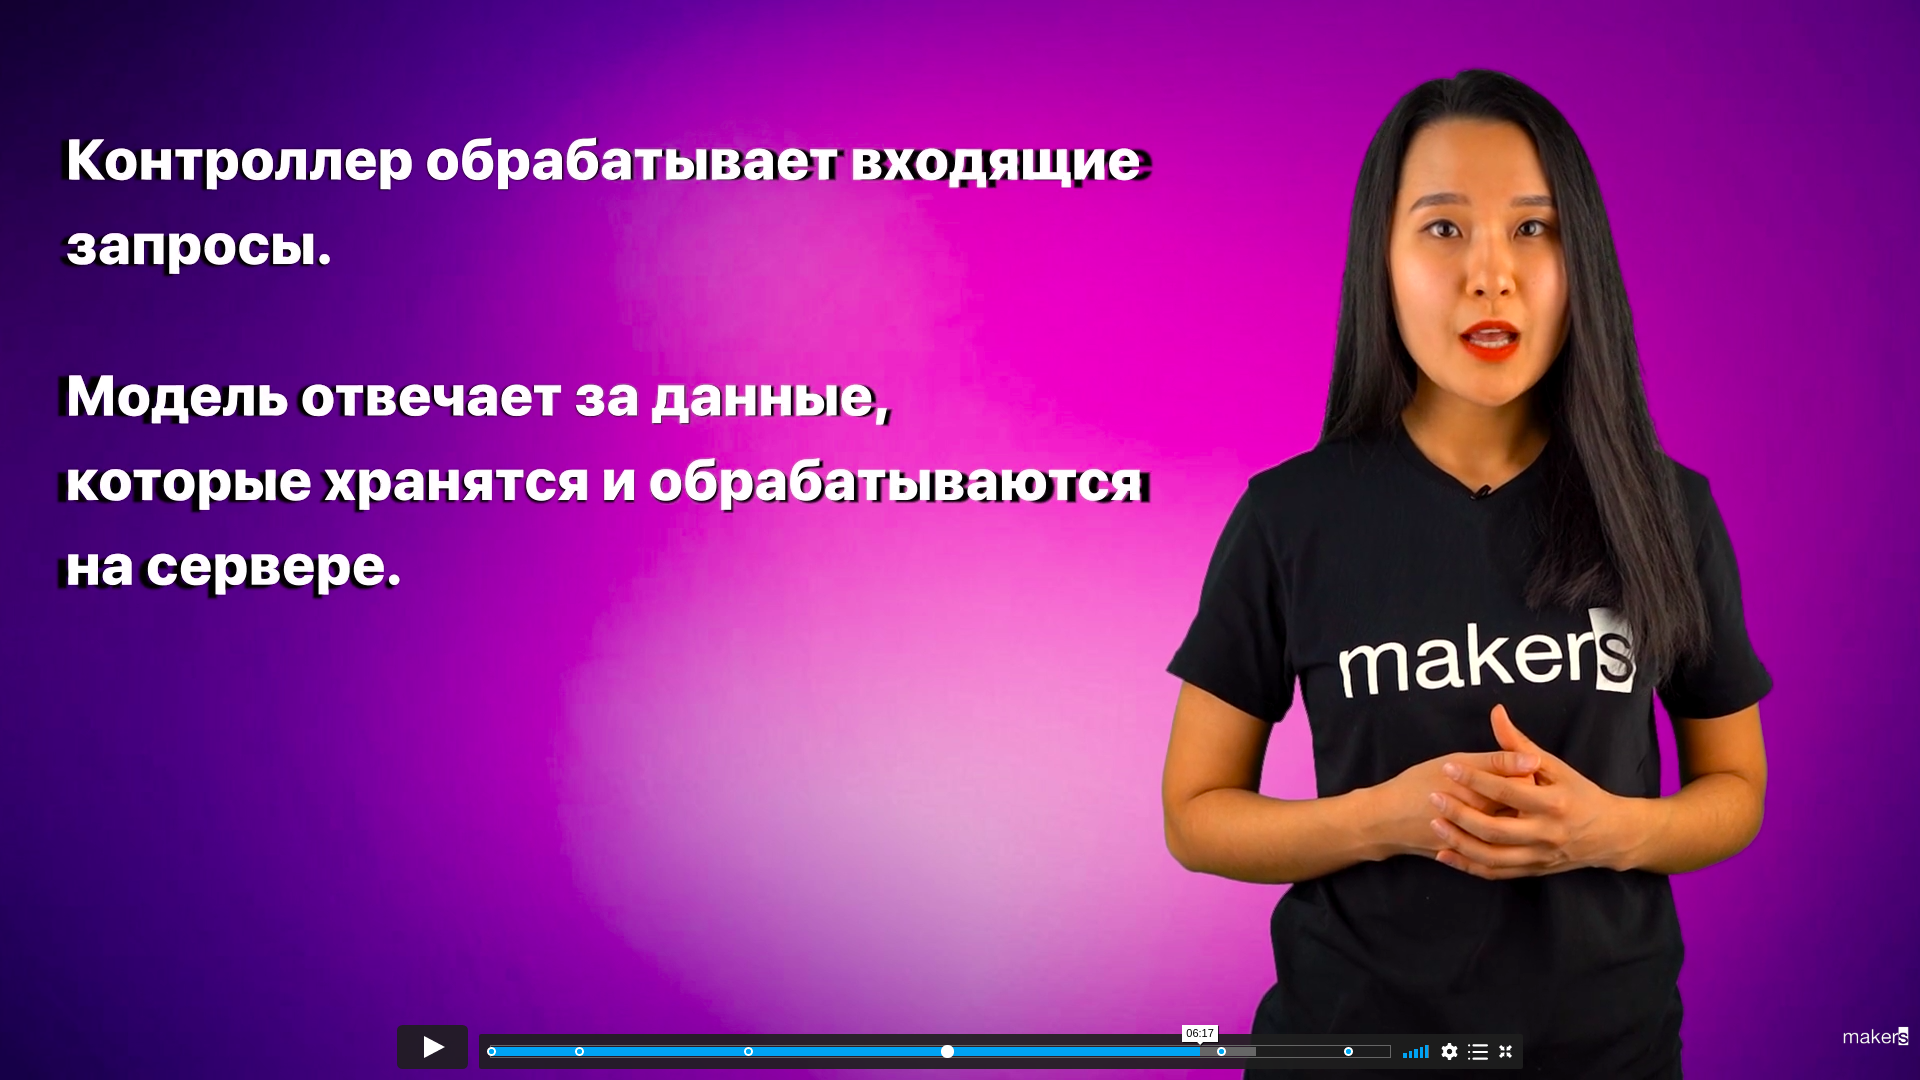 Контроллер обрабатывает входящие
запросы.
Модель отвечает за данные,
которые хранятся и обрабатываются
на сервере.
makers
06:17
makers